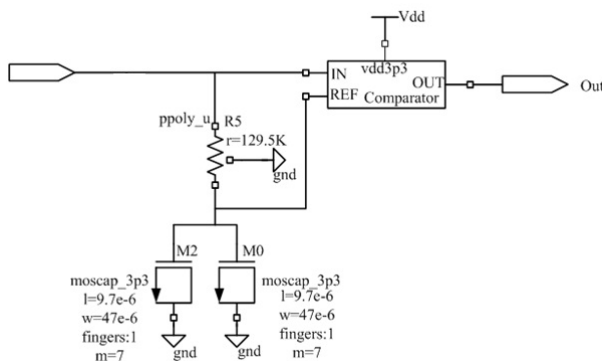 Vdd
vdd3p3
IN
OUT
REF
Comparator
Out
ppoly_u
R5
r=129.5K
gnd
M2
M0
moscap_3p3
l=9.7e-6
w=47e-6
fingers:1
m=7
gnd
moscap_3p3
l=9.7e-6
w=47e-6
fingers:1
m=7
gnd